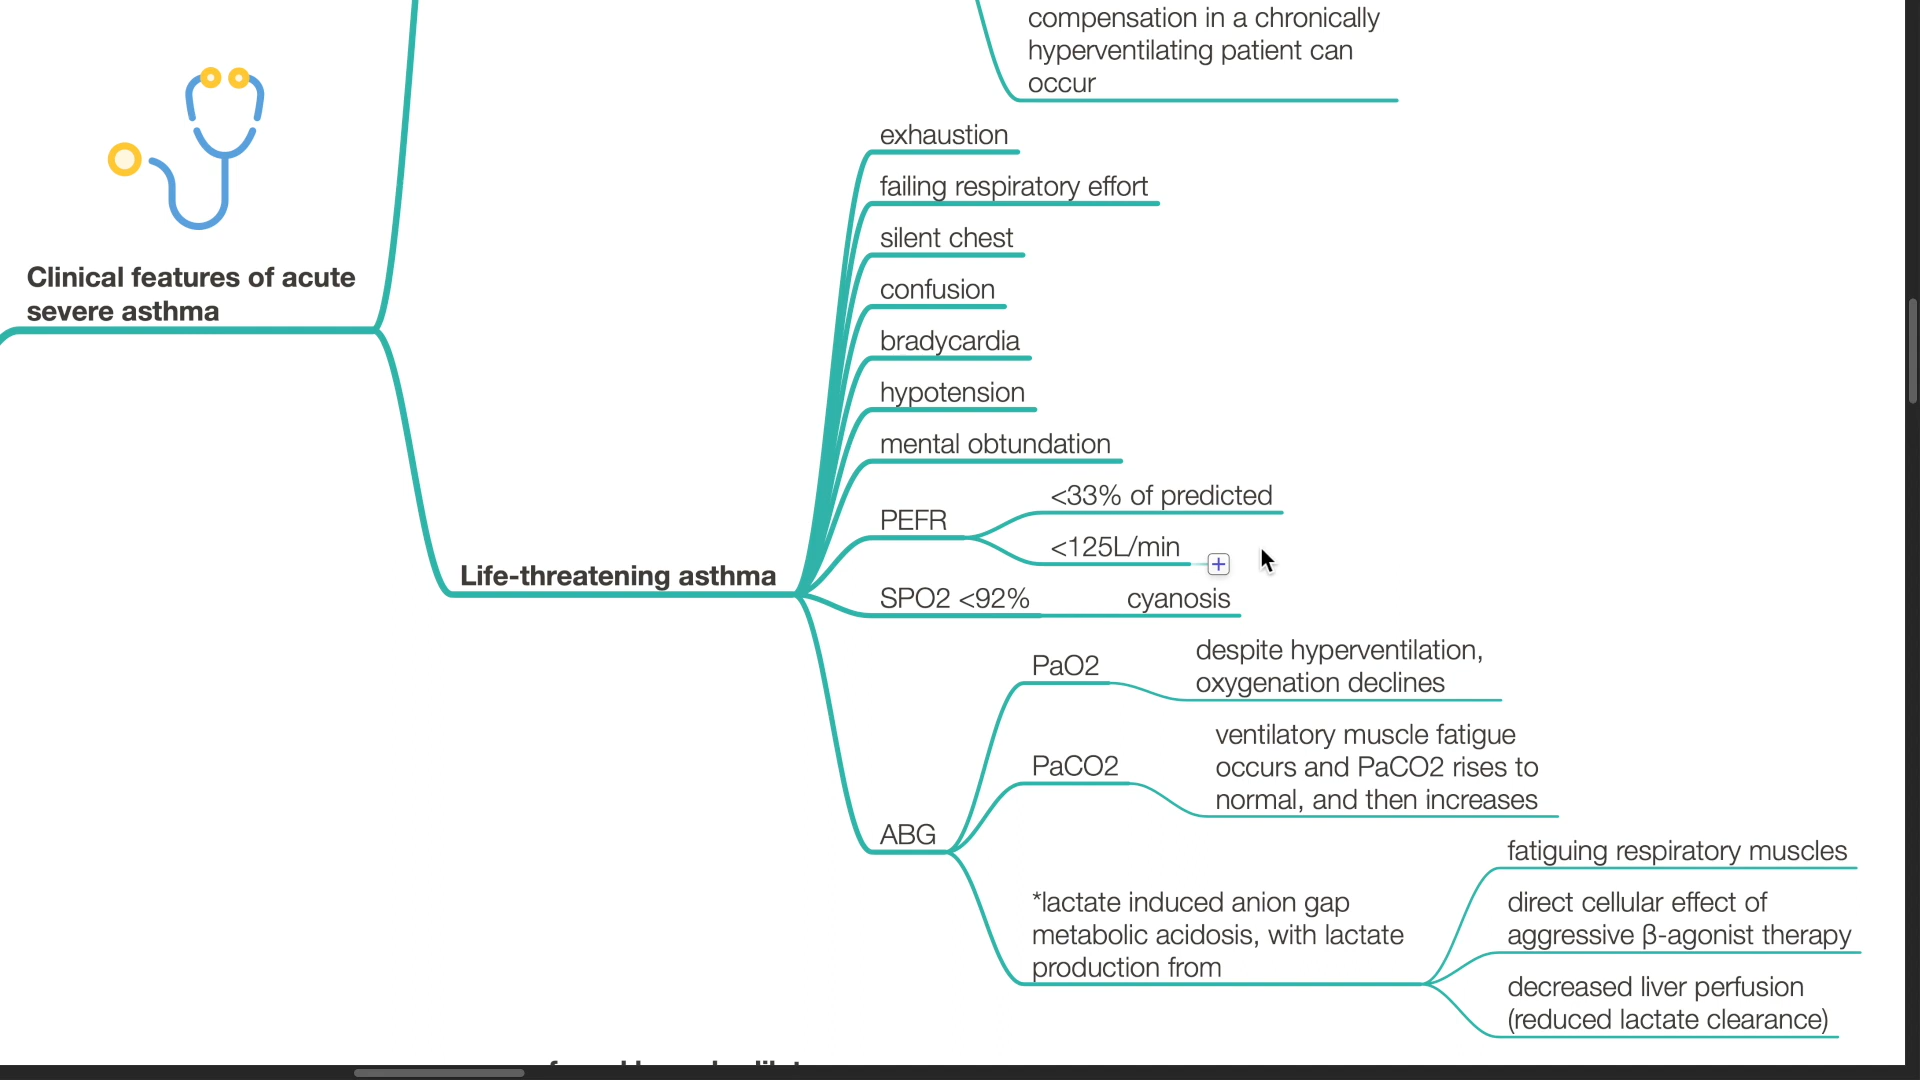 compensation in a chronically
hyperventilating patient can
occur
exhaustion
failing respiratory effort
silent chest
confusion
bradycardia
hypotension
mental obtundation
Clinical features of acute
severe asthma
Life-threatening asthma
PEFR
<33% of predicted
<125L/min
SPO2 <92%
cyanosis
ABG
PaO2
despite hyperventilation,
oxygenation declines
PaCO2
ventilatory muscle fatigue
occurs and PaCO2 rises to
normal, and then increases
*lactate induced anion gap
metabolic acidosis, with lactate
production from
fatiguing respiratory muscles
direct cellular effect of
aggressive β-agonist therapy
decreased liver perfusion
(reduced lactate clearance)